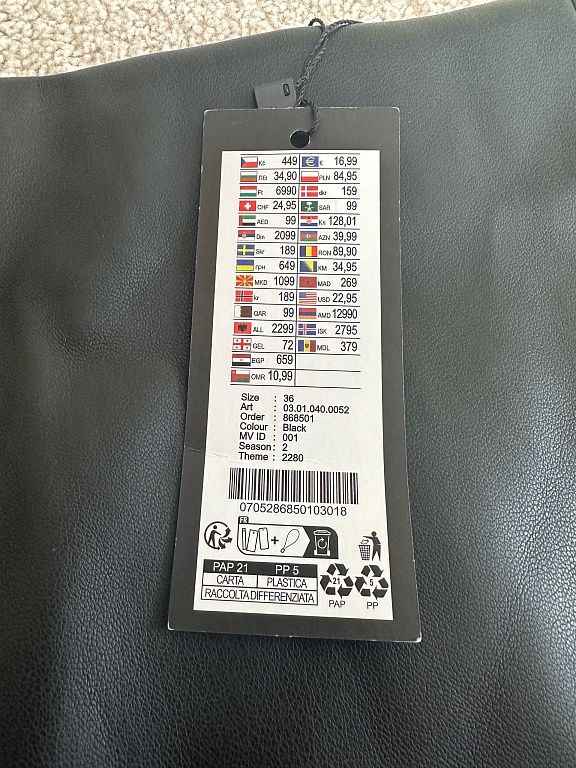 Kč 449 € 16,99
ЛВ 34,90 PLN 84,95
Ft 6990 dkr 159
CHF 24,95 SAR 99
AED 99 Kn 128,01
Din 2099 AZN 39,99
Skr 189 RON 89,90
грн 649 KM 34,95
MKD 1099 MAD 269
kr 189 USD 22,95
QAR 99 AMD 12990
ALL 2299 ISK 2795
GEL 72 MDL 379
EGP 659
OMR 10,99
Size : 36
Art : 03.01.040.0052
Order : 868501
Colour : Black
MV ID : 001
Season : 2
Theme : 2280
0705286850103018
FR
+
PAP 21 PP 5
CARTA PLASTICA
RACCOLTA DIFFERENZIATA
21 5
PAP PP